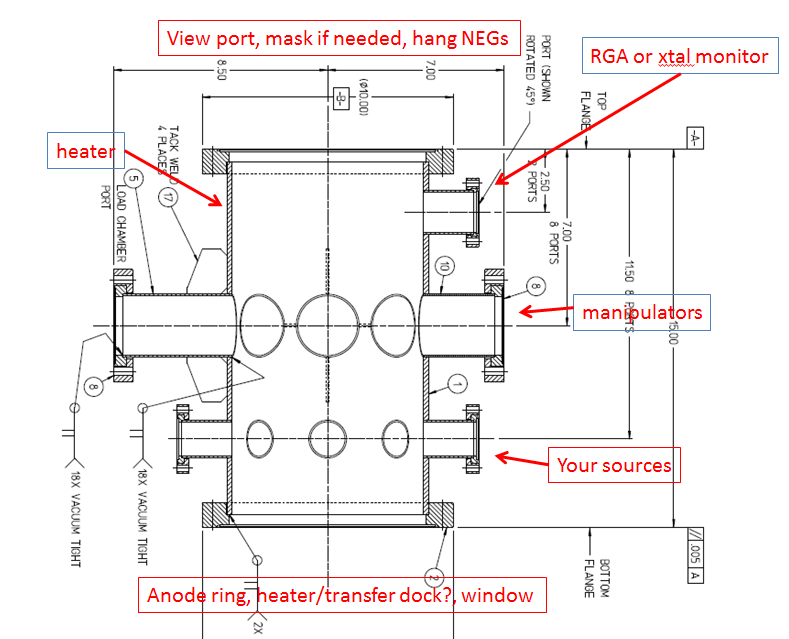 View port, mask if needed, hang NEGs
RGA or xtal monitor
heater
manipulators
Your sources
Anode ring, heater/transfer dock?, window
8.50
7.00
(⌀10.00)
-B-
PORT (SHOWN
ROTATED 45°)
TOP
FLANGE
-A-
TACK WELD
4 PLACES
17
5
LOAD CHAMBER
PORT
2.50
2 PORTS
7.00
8 PORTS
11.50 8 PORTS
15.00
10
8
8
1
18X VACUUM TIGHT
18X VACUUM TIGHT
2
2X
BOTTOM
FLANGE
// .005 A